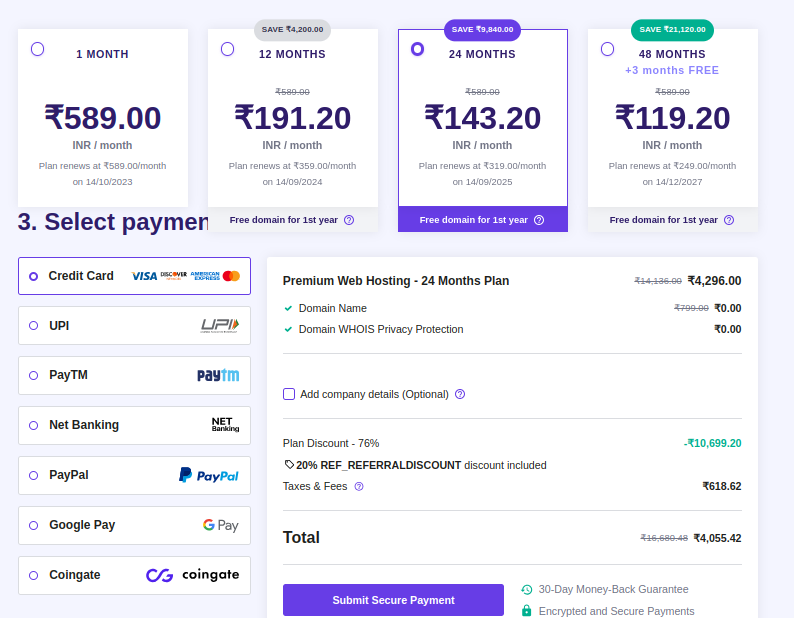 SAVE ₹4,200.00
SAVE ₹9,840.00
SAVE ₹21,120.00
1 MONTH
12 MONTHS
24 MONTHS
48 MONTHS
+3 months FREE
₹589.00
₹589.00
₹589.00
₹589.00
₹191.20
₹143.20
₹119.20
INR / month
INR / month
INR / month
INR / month
Plan renews at ₹589.00/month
on 14/10/2023
Plan renews at ₹359.00/month
on 14/09/2024
Plan renews at ₹319.00/month
on 14/09/2025
Plan renews at ₹249.00/month
on 14/12/2027
Free domain for 1st year
Free domain for 1st year
Free domain for 1st year
3. Select paymen
Credit Card VISA DISCOVER AMERICAN EXPRESS
UPI UPI
PayTM paytm
Net Banking NET Banking
PayPal PayPal
Google Pay G Pay
Coingate coingate
Premium Web Hosting - 24 Months Plan ₹14,136.00 ₹4,296.00
Domain Name ₹799.00 ₹0.00
Domain WHOIS Privacy Protection ₹0.00
Add company details (Optional)
Plan Discount - 76% -₹10,699.20
20% REF_REFERRALDISCOUNT discount included
Taxes & Fees ₹618.62
Total ₹16,680.48 ₹4,055.42
Submit Secure Payment
30-Day Money-Back Guarantee
Encrypted and Secure Payments